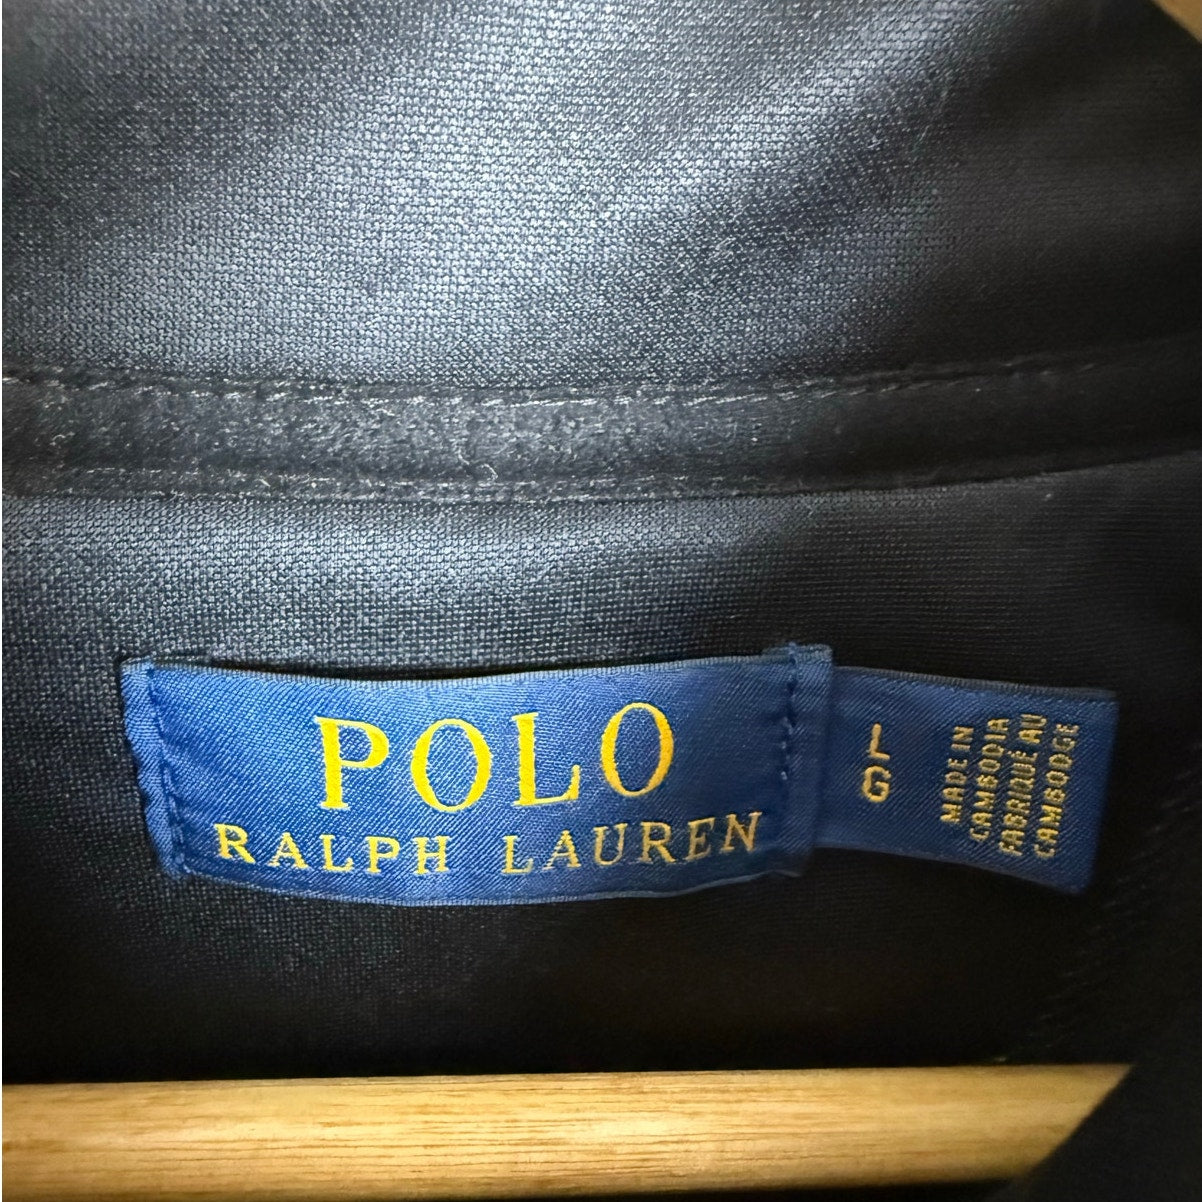 POLO
RALPH LAUREN
L
G
MADE IN
CAMBODIA
FABRIQUÉ AU
CAMBODGE